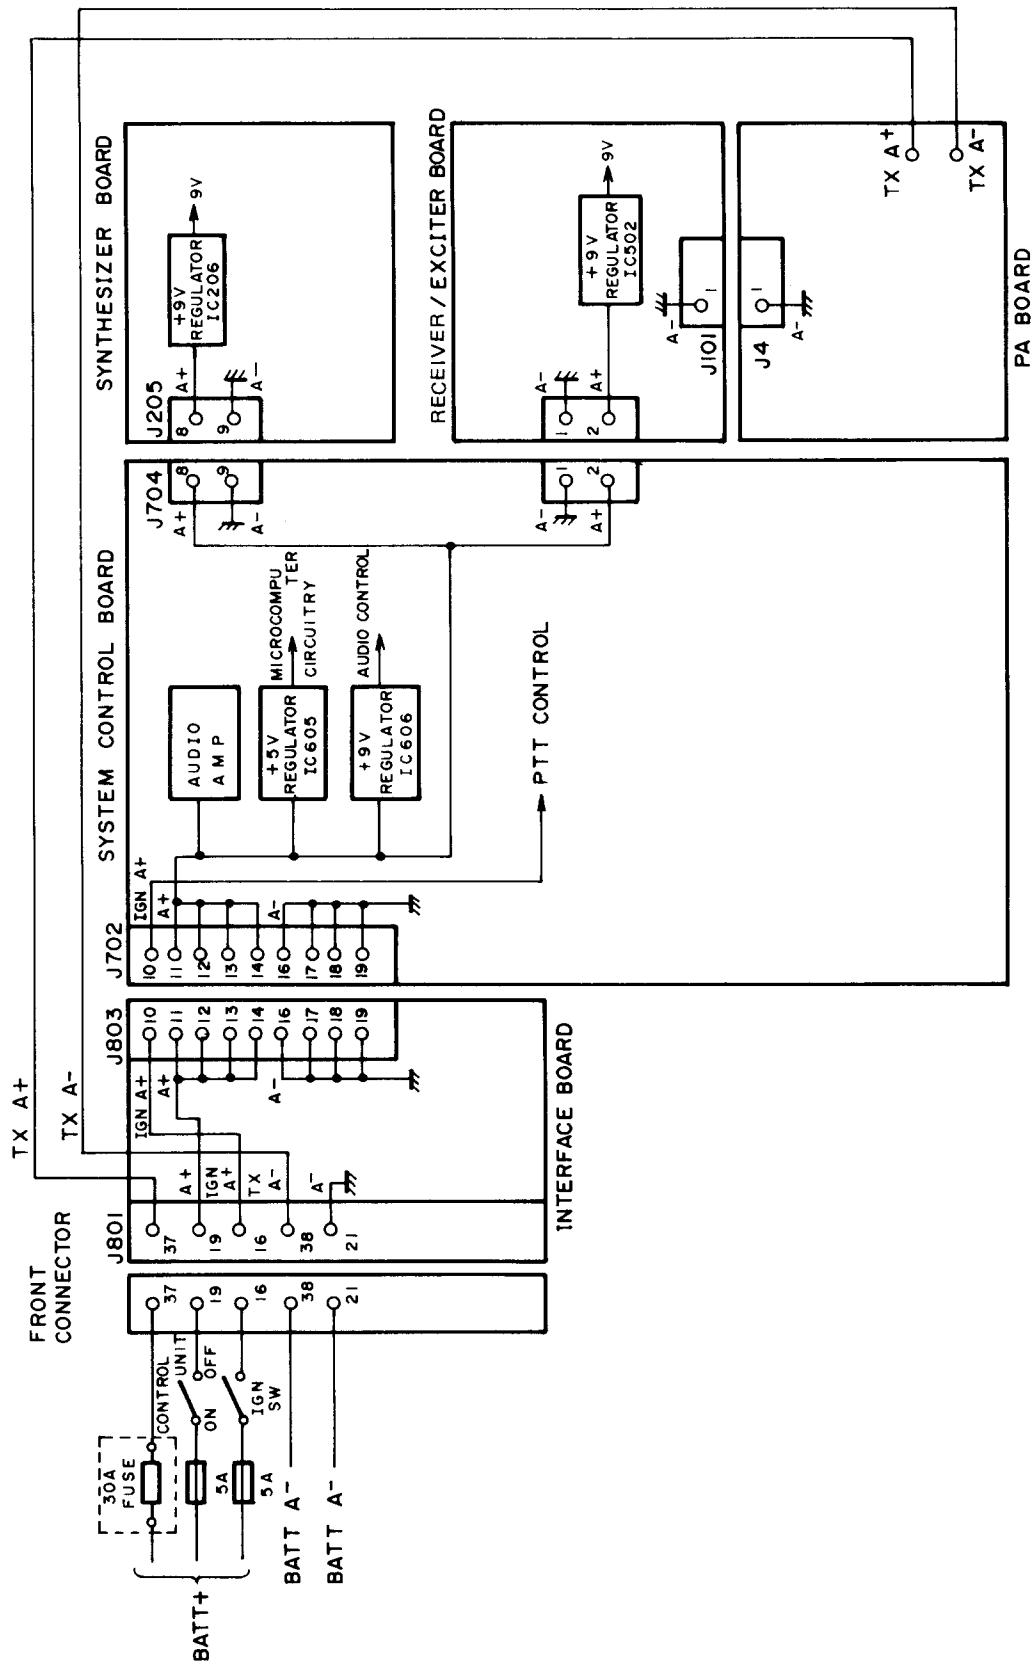 TX A+
TX A-
FRONT
CONNECTOR
BATT+
30A
FUSE
5A
5A
CONTROL
UNIT
ON
OFF
IGN
SW
BATT A-
BATT A-
37
19
16
38
21
J801
37
19
16
38
21
A+
IGN
A+
TX
A-
A-
INTERFACE BOARD
J803
IGN A+
A+
A-
10
11
12
13
14
16
17
18
19
J702
10
11
12
13
14
16
17
18
19
IGN A+
A+
A-
SYSTEM CONTROL BOARD
AUDIO
AMP
+5V
REGULATOR
IC605
MICROCOMPU
TER
CIRCUITRY
+9V
REGULATOR
IC606
AUDIO CONTROL
PTT CONTROL
J704
A+
8
9
A-
A-
1
2
A+
SYNTHESIZER BOARD
J205
8
A+
9
A-
+9V
REGULATOR
IC206
9V
RECEIVER/EXCITER BOARD
1
A-
2
A+
+9V
REGULATOR
IC502
9V
J101
A-
1
J4
1
A-
TX A+
TX A-
PA BOARD